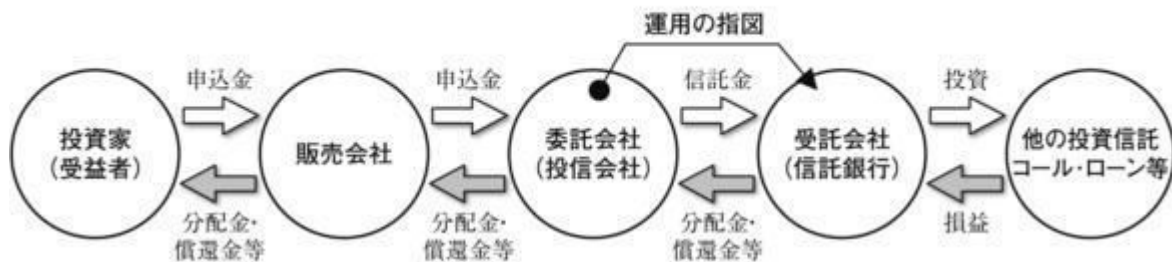 運用の指図
申込金
申込金
信託金
投資
投資家
(受益者)
販売会社
委託会社
(投信会社)
受託会社
(信託銀行)
他の投資信託
コール・ローン等
分配金・
償還金等
分配金・
償還金等
分配金・
償還金等
損益